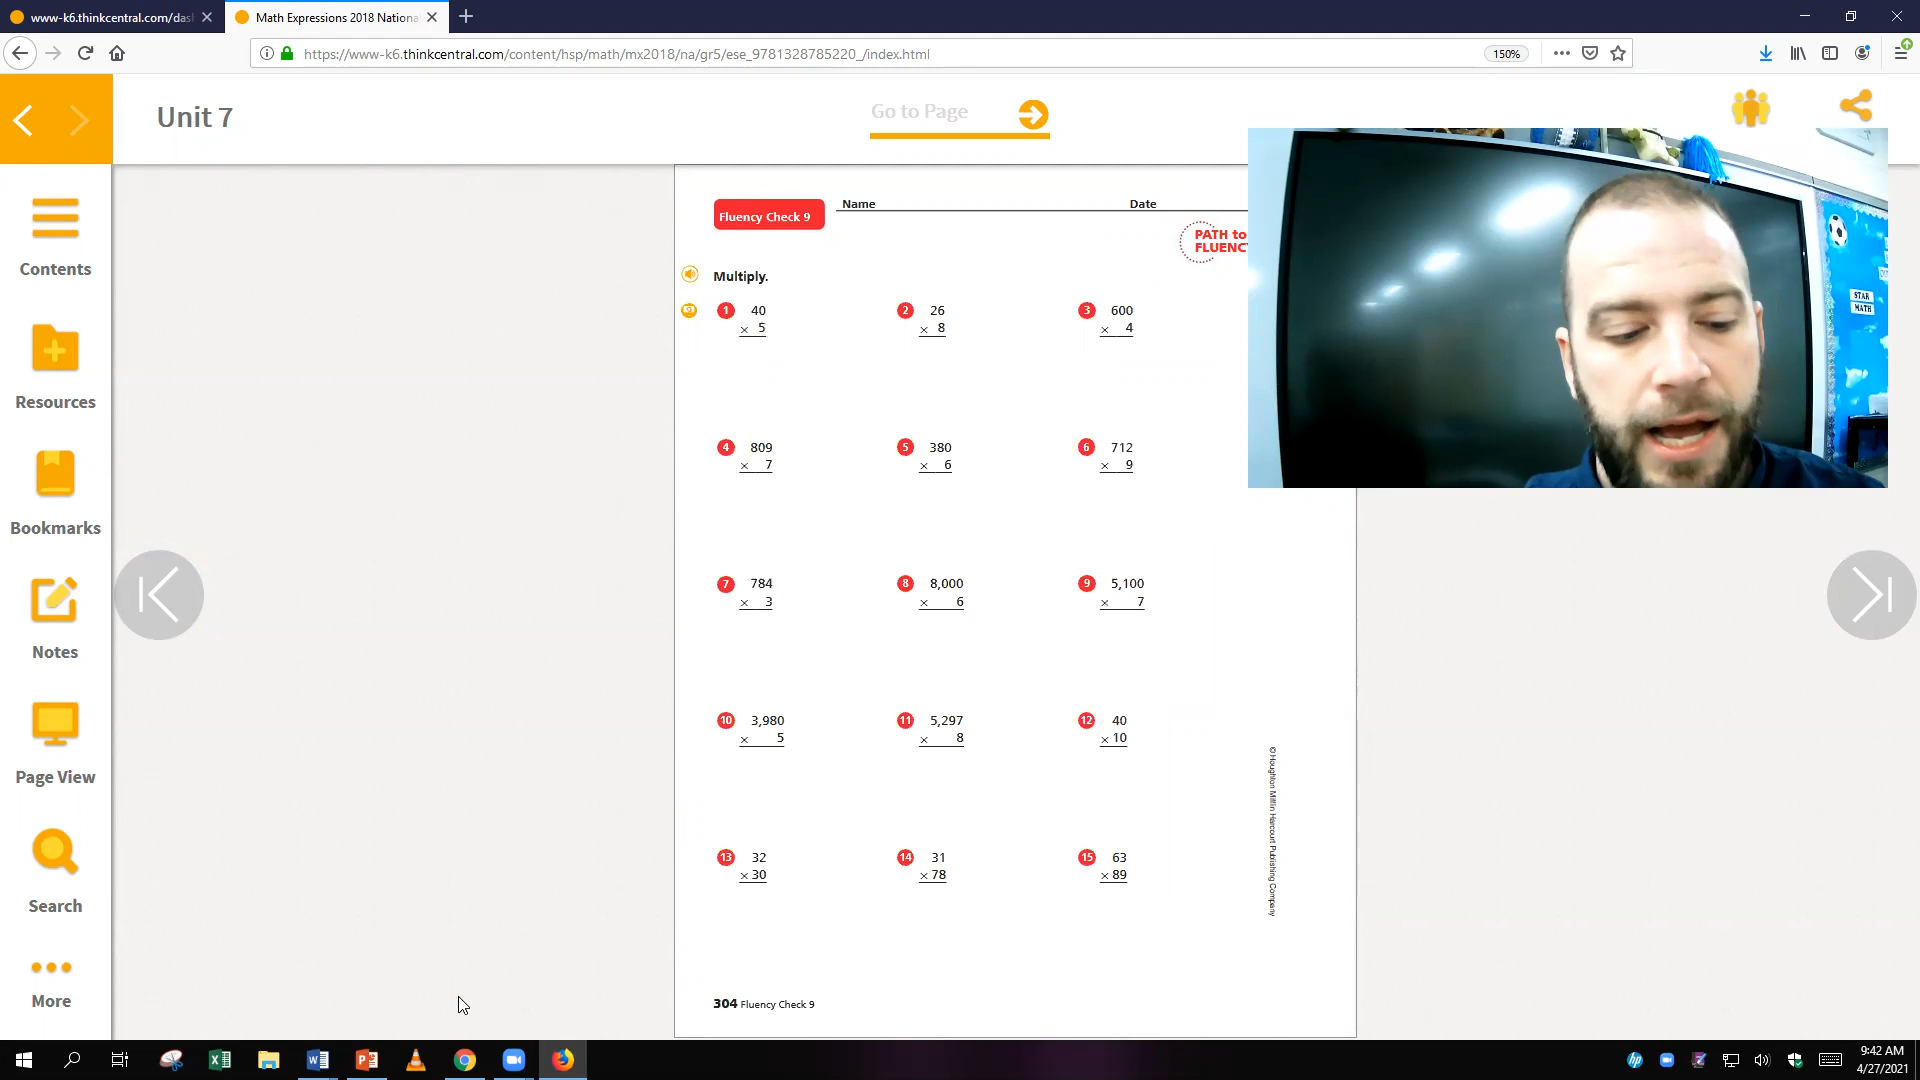 www-k6.thinkcentral.com/das
Math Expressions 2018 Nationa
https://www-k6.thinkcentral.com/content/hsp/math/mx2018/na/gr5/ese_9781328785220_/index.html
150%
Unit 7
Go to Page
Contents
Resources
Bookmarks
Notes
Page View
Search
More
Fluency Check 9
Name
Date
PATH to
FLUENCY
Multiply.
1 40
× 5
2 26
× 8
3 600
× 4
4 809
× 7
5 380
× 6
6 712
× 9
7 784
× 3
8 8,000
× 6
9 5,100
× 7
10 3,980
× 5
11 5,297
× 8
12 40
× 10
13 32
× 30
14 31
× 78
15 63
× 89
© Houghton Mifflin Harcourt Publishing Company
304 Fluency Check 9
STAR
MATH
9:42 AM
4/27/2021